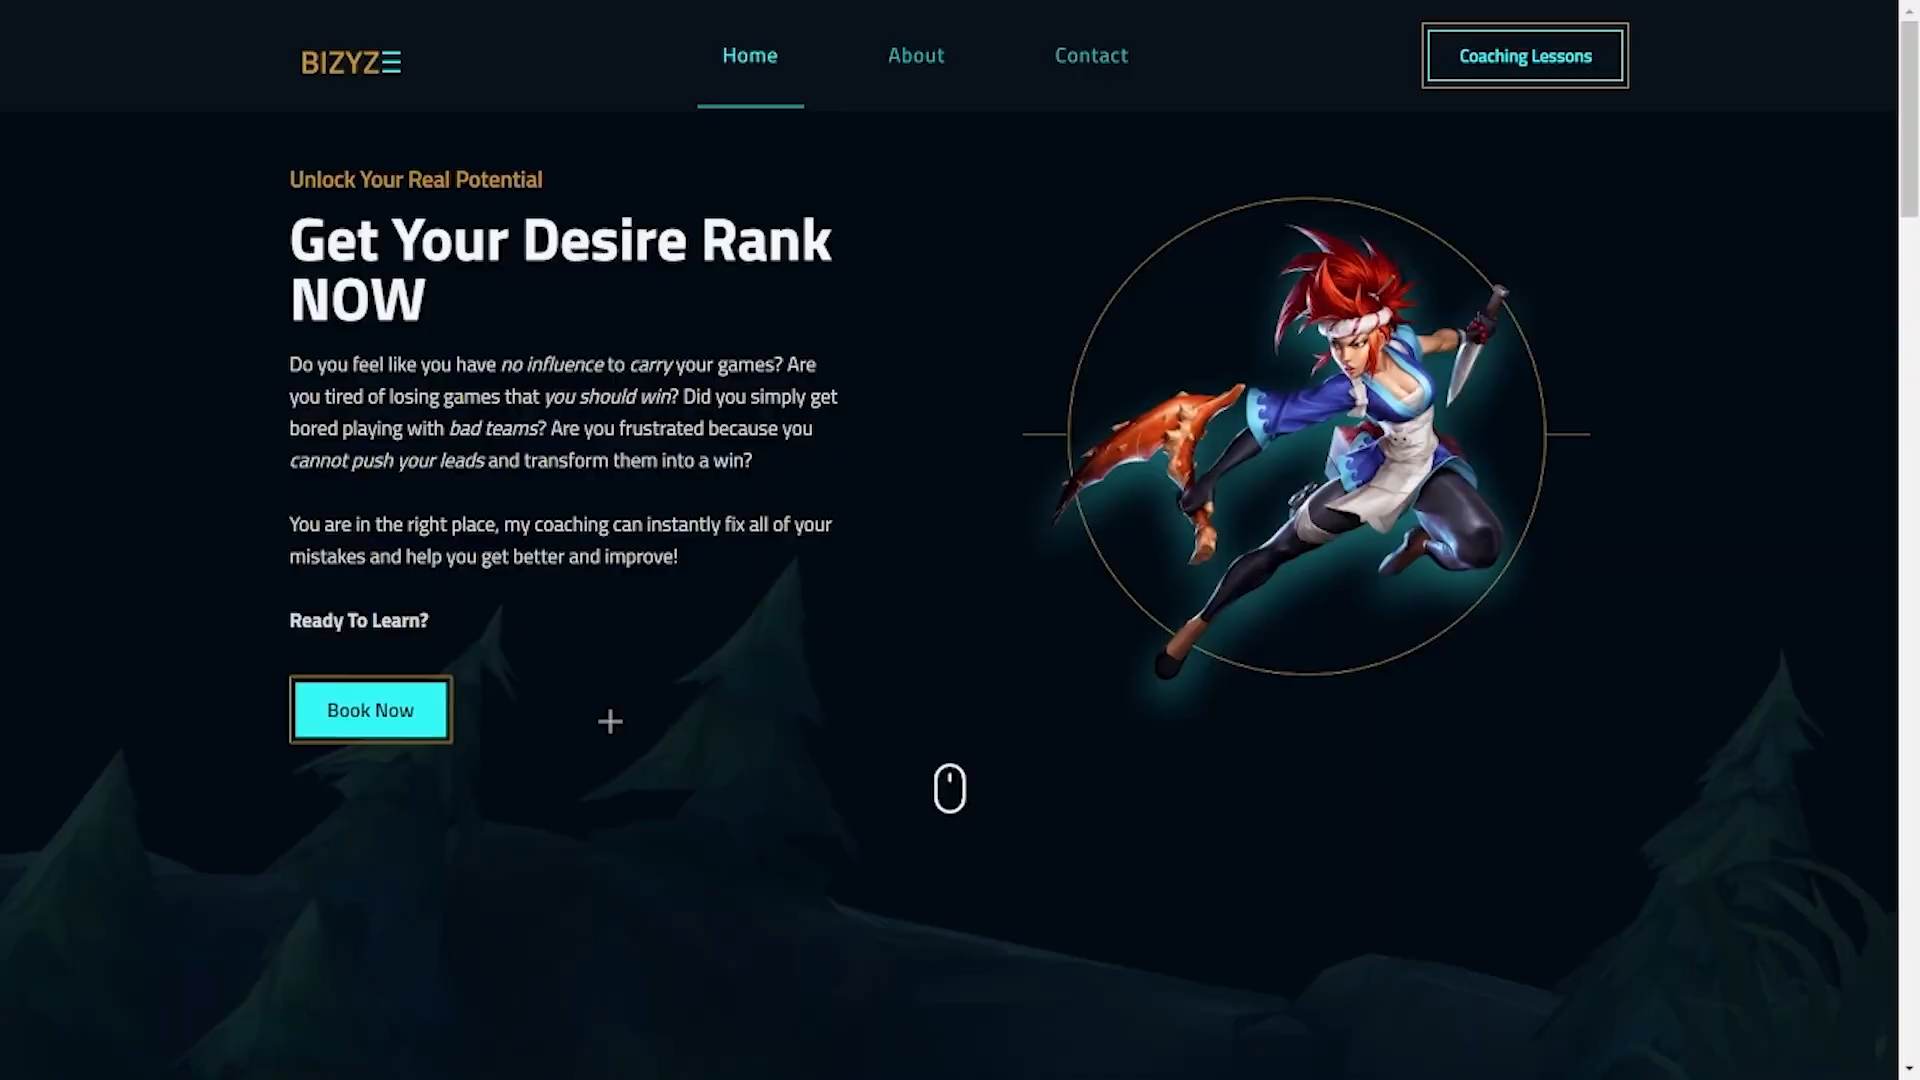 BIZYZE
Home
About
Contact
Coaching Lessons
Unlock Your Real Potential
Get Your Desire Rank
NOW
Do you feel like you have no influence to carry your games? Are
you tired of losing games that you should win? Did you simply get
bored playing with bad teams? Are you frustrated because you
cannot push your leads and transform them into a win?
You are in the right place, my coaching can instantly fix all of your
mistakes and help you get better and improve!
Ready To Learn?
Book Now